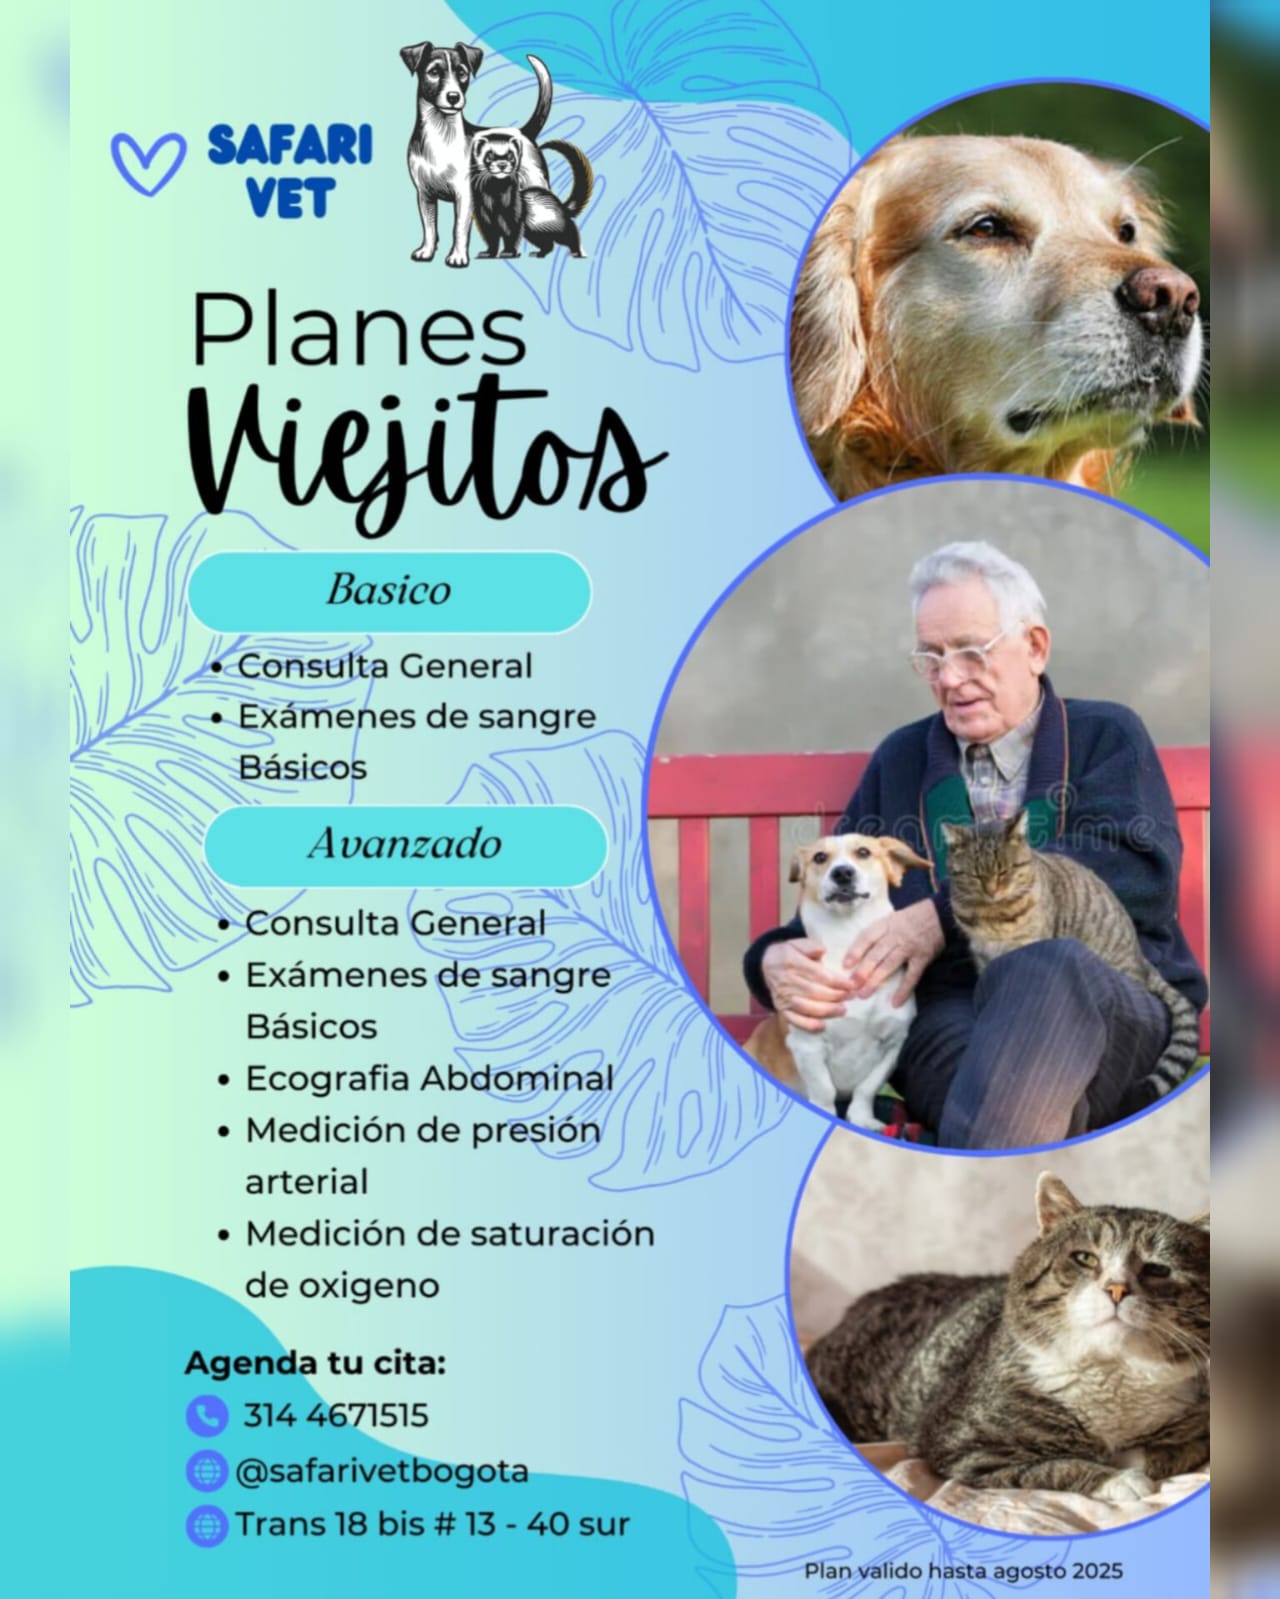 SAFARI
VET
Planes
Viejitos
Basico
Consulta General
Exámenes de sangre
Básicos
Avanzado
Consulta General
Exámenes de sangre
Básicos
Ecografia Abdominal
Medición de presión
arterial
Medición de saturación
de oxigeno
Agenda tu cita:
314 4671515
@safarivetbogota
Trans 18 bis # 13 - 40 sur
Plan valido hasta agosto 2025
dreamstime